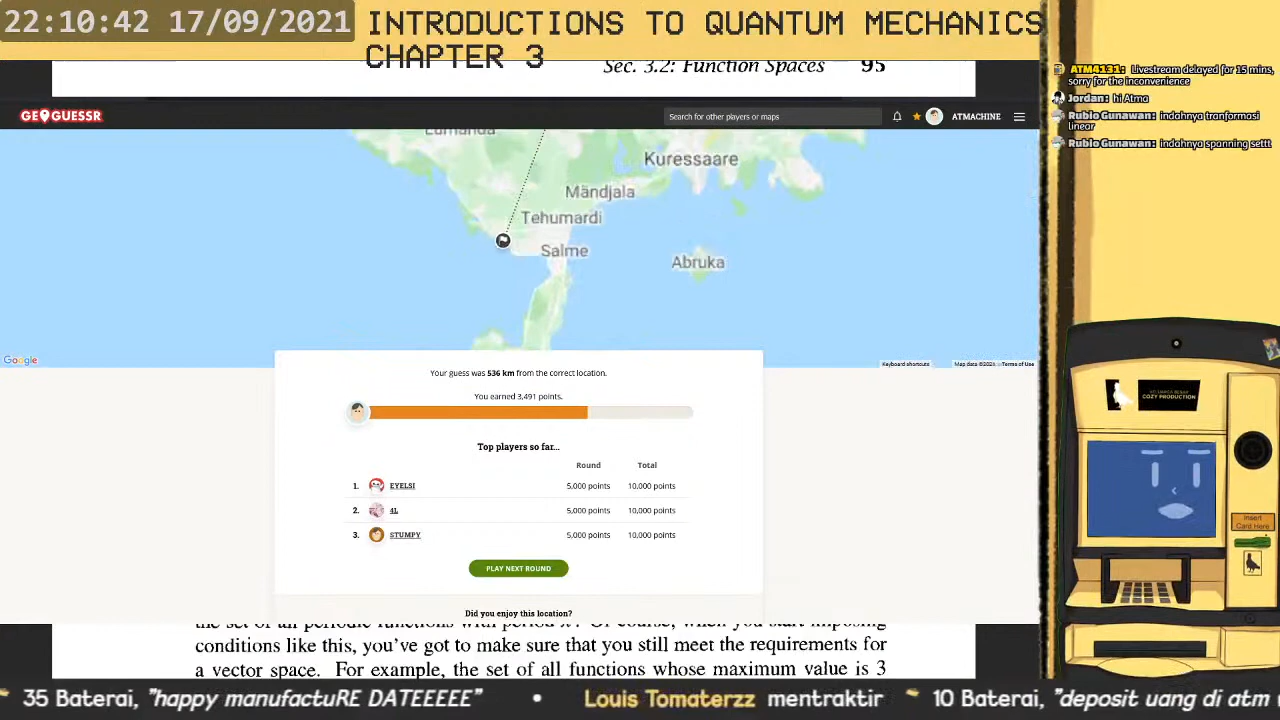 22:10:42 17/09/2021
INTRODUCTIONS TO QUANTUM MECHANICS
CHAPTER 3
Sec. 3.2: Function Spaces 95
GEOGUESSR
Search for other players or maps
ATMACHINE
Kuressaare
Mändjala
Tehumardi
Salme
Abruka
Google
Keyboard shortcuts
Terms of Use
Your guess was 536 km from the correct location.
You earned 3,491 points.
Top players so far...
Round Total
1. EYELSI 5,000 points 10,000 points
2. 4L 5,000 points 10,000 points
3. STUMPY 5,000 points 10,000 points
PLAY NEXT ROUND
Did you enjoy this location?
conditions like this, you've got to make sure that you still meet the requirements for
a vector space. For example, the set of all functions whose maximum value is 3
ATM4131: Livestream delayed for 15 mins,
sorry for the inconvenience
Jordan: hi Atma
Rubio Gunawan: indahnya tranformasi
linear
Rubio Gunawan: indahnya spanning settt
COZY PRODUCTION
Insert
Card Here
35 Baterai, "happy manufactuRE DATEEEEE" • Louis Tomaterzz mentraktir 10 Baterai, "deposit uang di atm